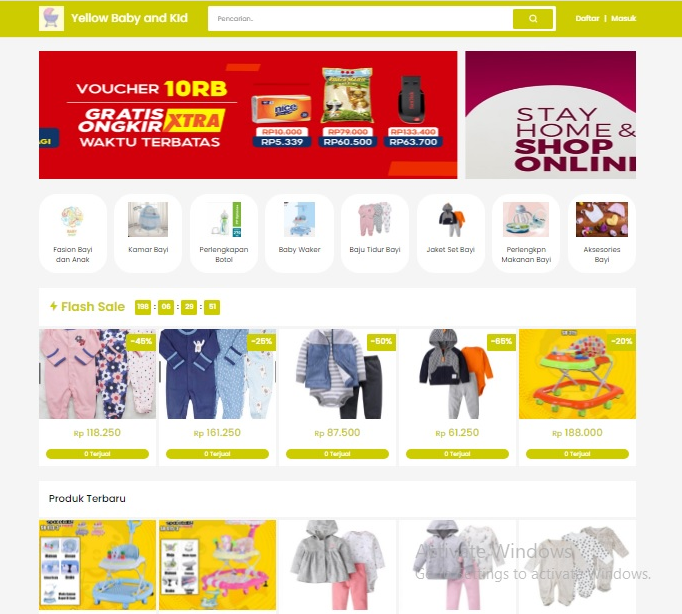 Yellow Baby and Kid
Pencarian..
Daftar | Masuk
VOUCHER 10RB
GRATIS
ONGKIR XTRA
WAKTU TERBATAS
AGI
nice
RP10.000
RP5.339
RP79.000
RP60.500
RP133.400
RP63.700
STAY
HOME &
SHOP
ONLIN
Fasion Bayi
dan Anak
Kamar Bayi
Perlengkapan
Botol
Baby Waker
Baju Tidur Bayi
Jaket Set Bayi
Perlengkpn
Makanan Bayi
Aksesories
Bayi
Flash Sale
198 : 06 : 29 : 51
-45%
-25%
-50%
-65%
-20%
Rp 118.250
Rp 161.250
Rp 87.500
Rp 61.250
Rp 188.000
0 Terjual
0 Terjual
0 Terjual
0 Terjual
0 Terjual
Produk Terbaru
Activate Windows
Go to Settings to activate Windows.